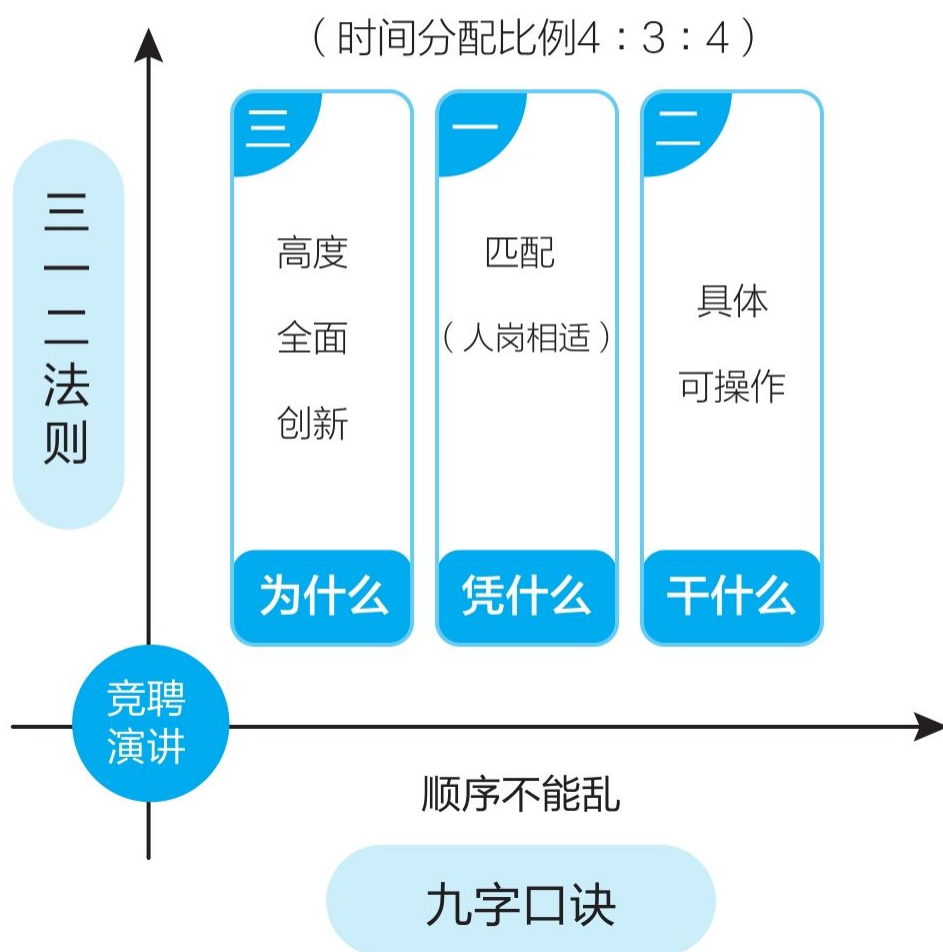 （时间分配比例4：3：4）
三一二法则
三
高度
全面
创新
为什么
一
匹配
（人岗相适）
凭什么
二
具体
可操作
干什么
竞聘
演讲
顺序不能乱
九字口诀